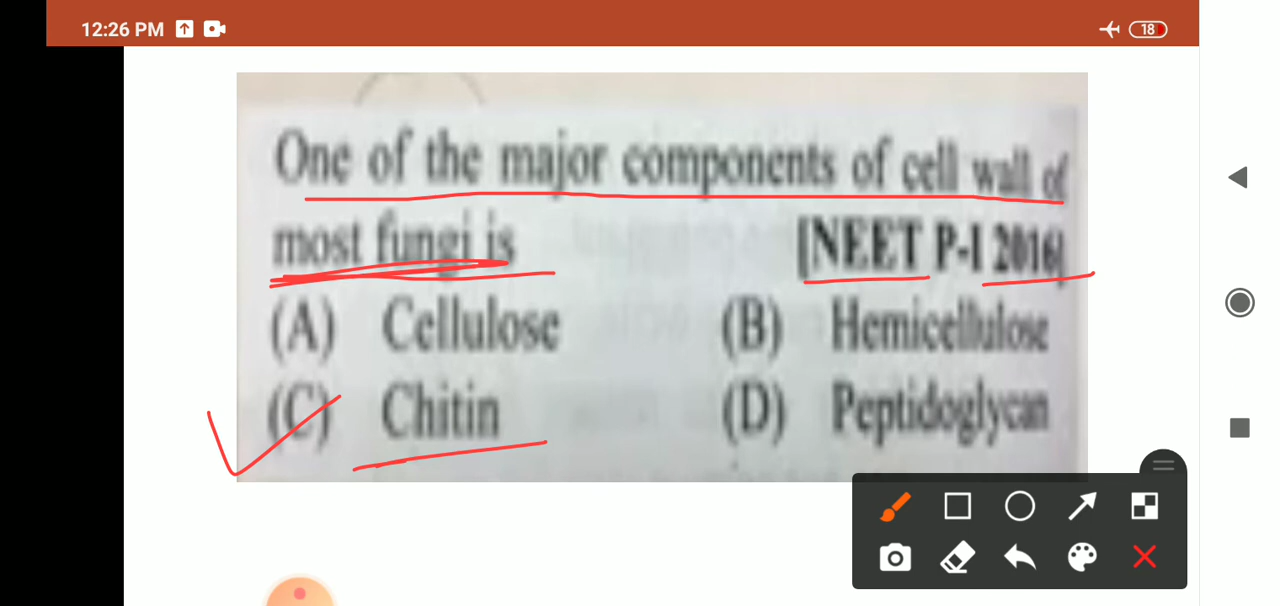 12:26 PM 18
One of the major components of cell wall of
most fungi is [NEET P-I 2016]
(A) Cellulose (B) Hemicellulose
(C) Chitin (D) Peptidoglycan